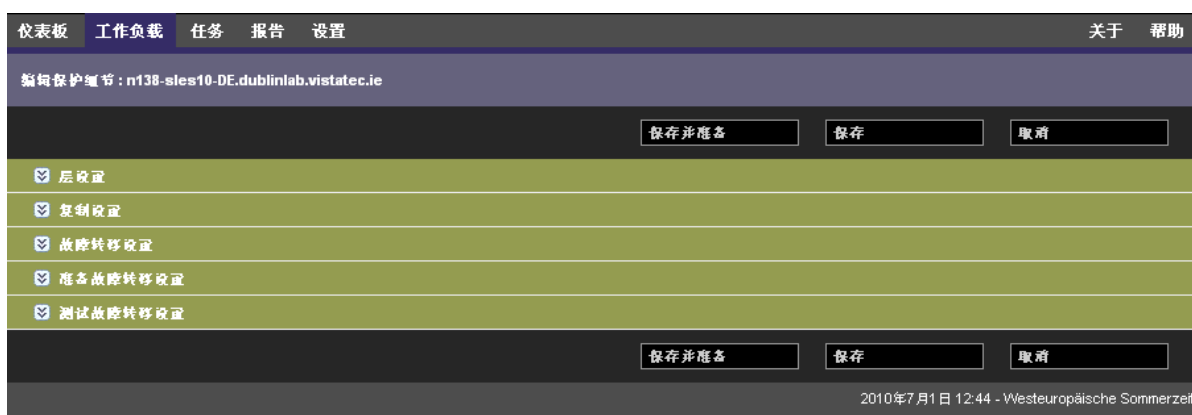 仪表板 工作负载 任务 报告 设置 关于 帮助
编辑保护细节 : n138-sles10-DE.dublinlab.vistatec.ie
保存并准备 保存 取消
层设置
复制设置
故障转移设置
准备故障转移设置
测试故障转移设置
保存并准备 保存 取消
2010年7月1日 12:44 - Westeuropäische Sommerzeit